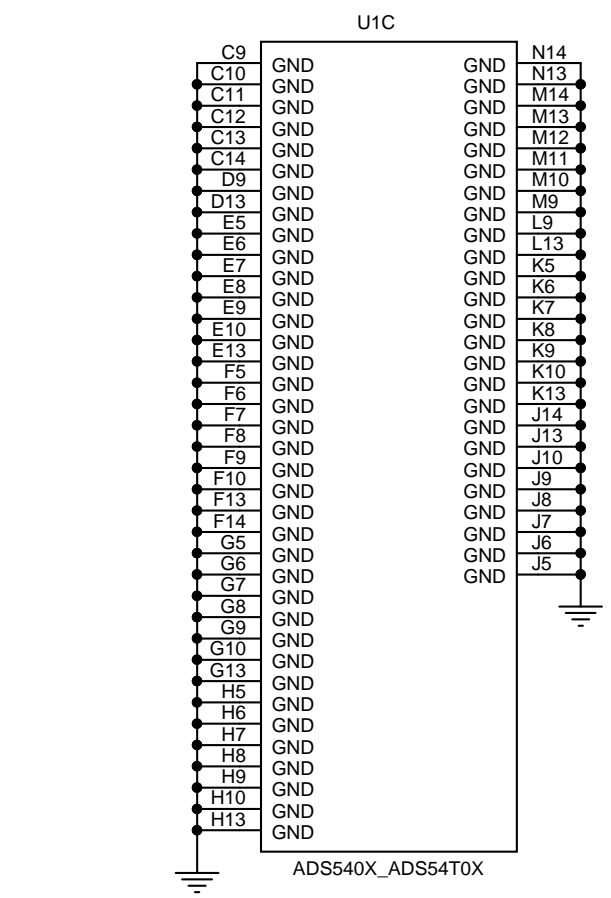 U1C
C9 GND GND N14
C10 GND GND N13
C11 GND GND M14
C12 GND GND M13
C13 GND GND M12
C14 GND GND M11
D9 GND GND M10
D13 GND GND M9
E5 GND GND L9
E6 GND GND L13
E7 GND GND K5
E8 GND GND K6
E9 GND GND K7
E10 GND GND K8
E13 GND GND K9
F5 GND GND K10
F6 GND GND K13
F7 GND GND J14
F8 GND GND J13
F9 GND GND J10
F10 GND GND J9
F13 GND GND J8
F14 GND GND J7
G5 GND GND J6
G6 GND GND J5
G7 GND
G8 GND
G9 GND
G10 GND
G13 GND
H5 GND
H6 GND
H7 GND
H8 GND
H9 GND
H10 GND
H13 GND
ADS540X_ADS54T0X